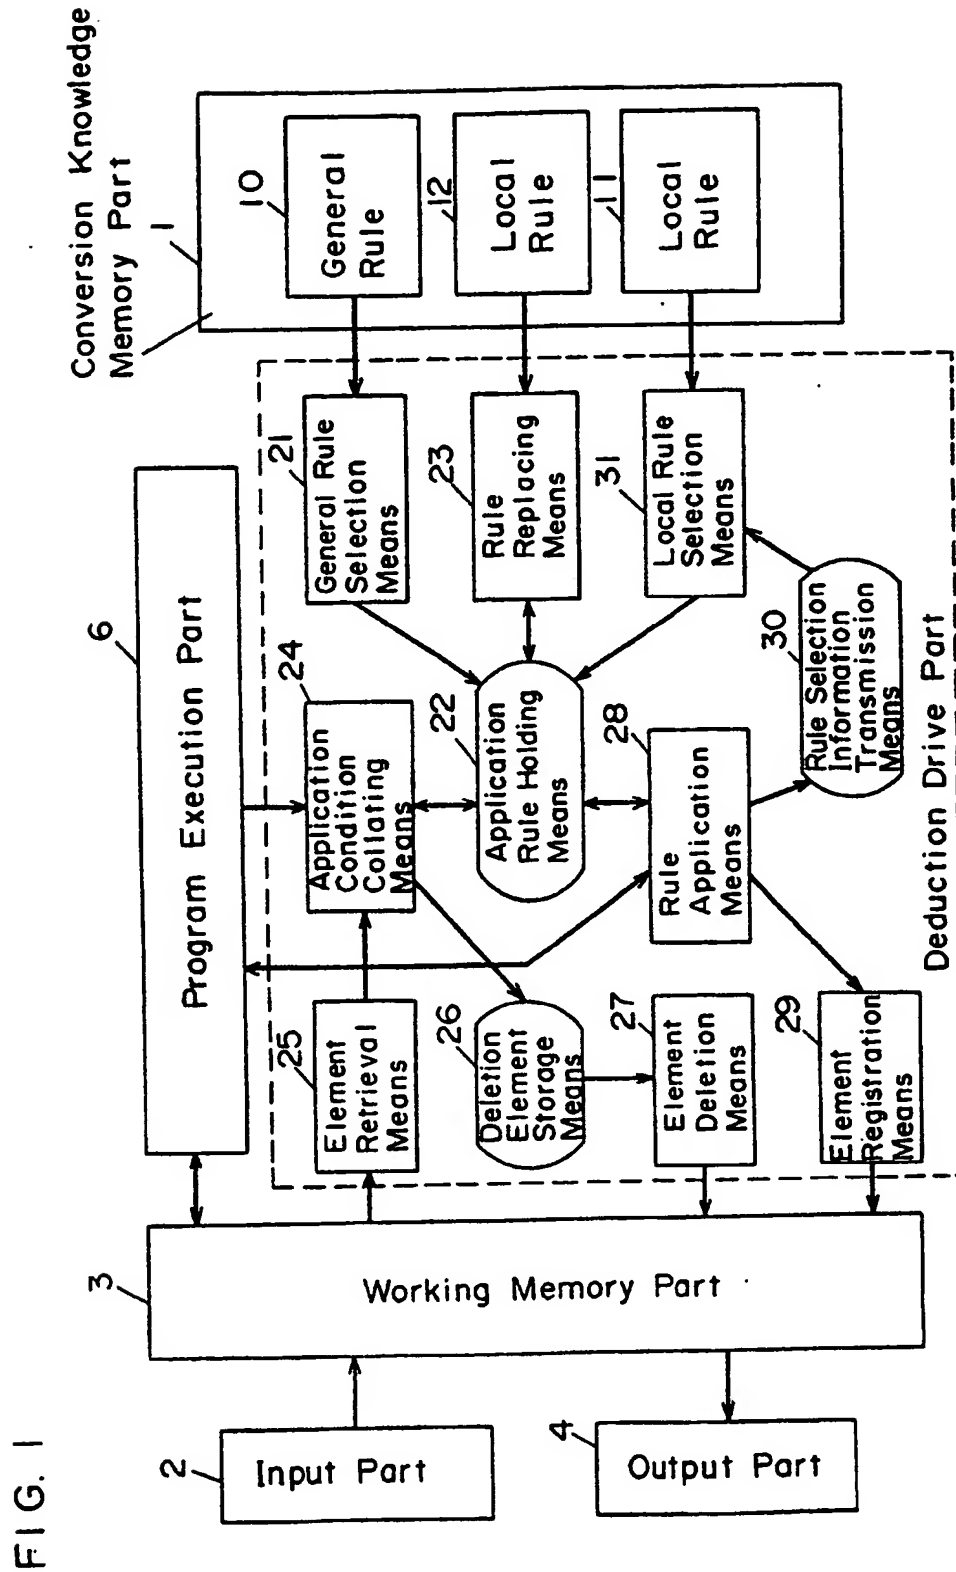 FIG. 1
Conversion Knowledge
Memory Part
1
6
Program Execution Part
3
Working Memory Part
2
Input Part
4
Output Part
25
Element
Retrieval
Means
24
Application
Condition
Collating
Means
21
General Rule
Selection
Means
10
General
Rule
26
Deletion
Element
Storage
Means
22
Application
Rule Holding
Means
23
Rule
Replacing
Means
12
Local
Rule
27
Element
Deletion
Means
28
Rule
Application
Means
31
Local Rule
Selection
Means
11
Local
Rule
29
Element
Registration
Means
30
Rule Selection
Information
Transmission
Means
Deduction Drive Part